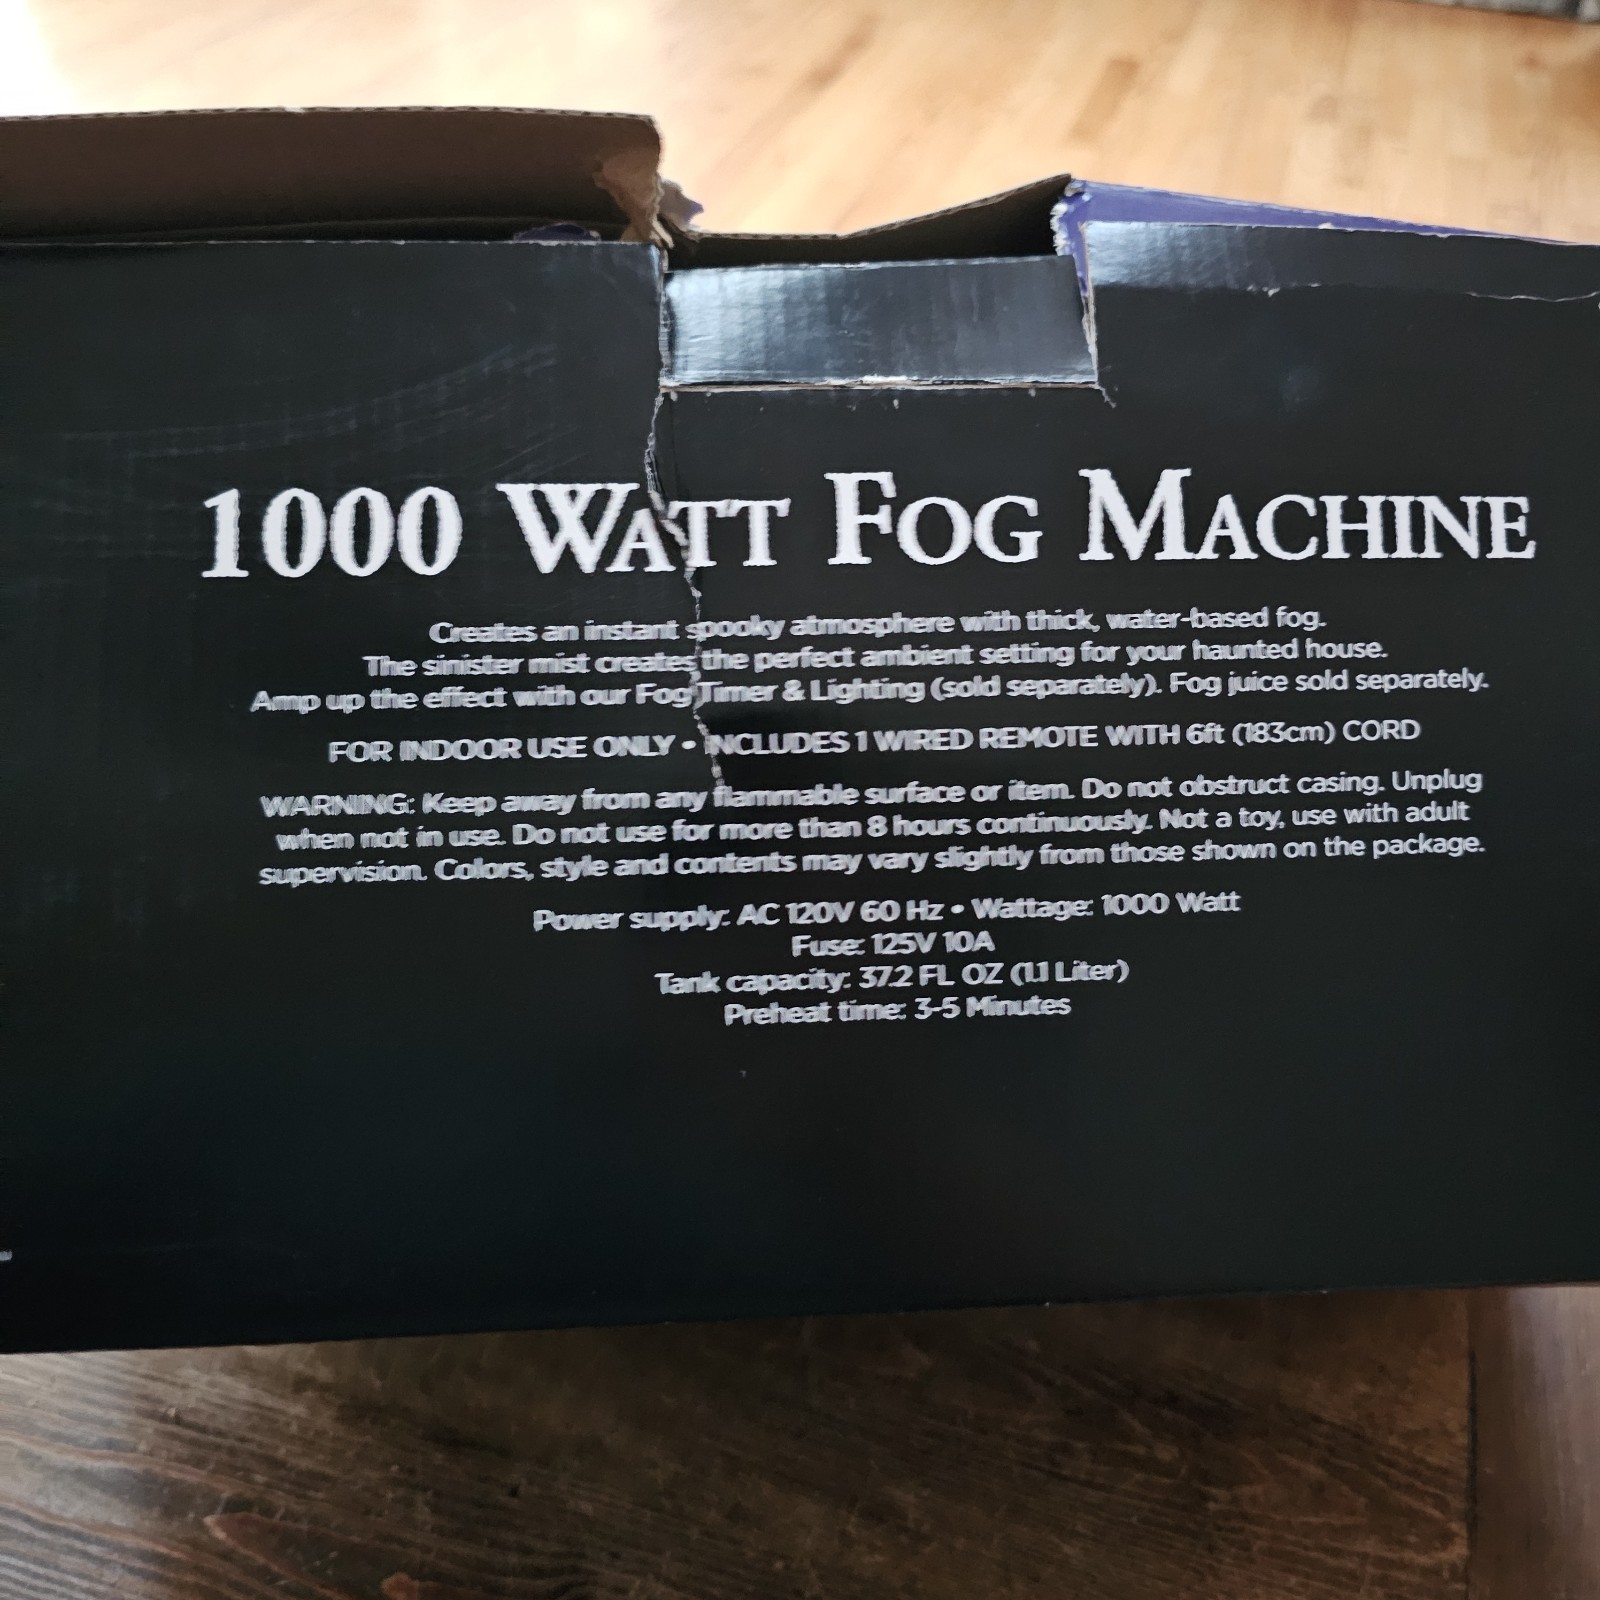 1000 WATT FOG MACHINE
Creates an instant spooky atmosphere with thick, water-based fog.
The sinister mist creates the perfect ambient setting for your haunted house.
Amp up the effect with our Fog Timer & Lighting (sold separately). Fog juice sold separately.
FOR INDOOR USE ONLY • INCLUDES 1 WIRED REMOTE WITH 6ft (183cm) CORD
WARNING: Keep away from any flammable surface or item. Do not obstruct casing. Unplug
when not in use. Do not use for more than 8 hours continuously. Not a toy, use with adult
supervision. Colors, style and contents may vary slightly from those shown on the package.
Power supply: AC 120V 60 Hz • Wattage: 1000 Watt
Fuse: 125V 10A
Tank capacity: 37.2 FL OZ (1.1 Liter)
Preheat time: 3-5 Minutes